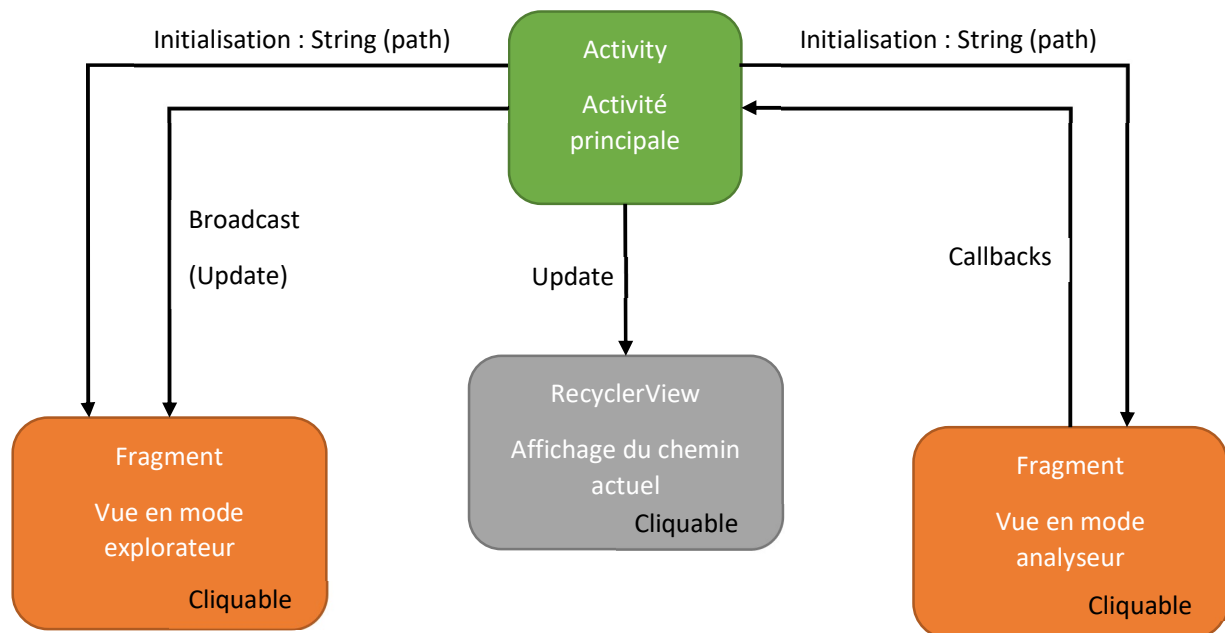 Initialisation : String (path)
Activity
Activité
principale
Initialisation : String (path)
Broadcast
(Update)
Update
Callbacks
RecyclerView
Affichage du chemin
actuel
Cliquable
Fragment
Vue en mode
explorateur
Cliquable
Fragment
Vue en mode
analyseur
Cliquable